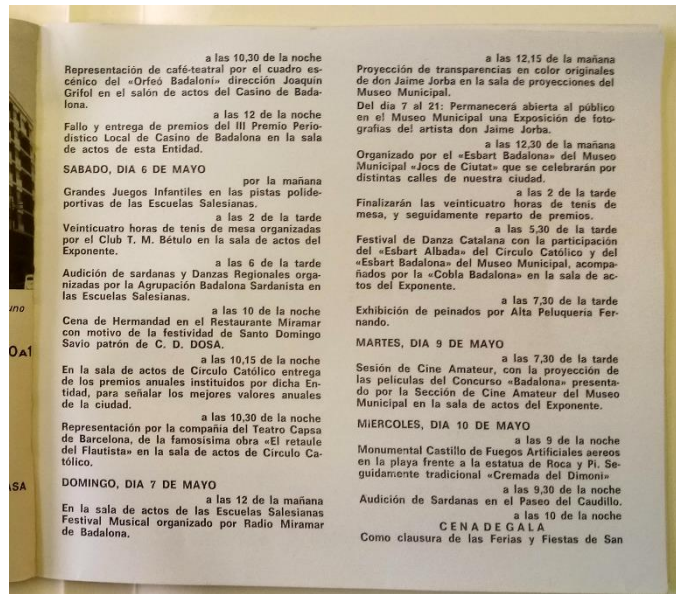 a las 10,30 de la noche
Representación de café-teatral por el cuadro es-
cénico del «Orfeó Badaloní» dirección Joaquín
Grifol en el salón de actos del Casino de Bada-
lona.
a las 12 de la noche
Fallo y entrega de premios del III Premio Perio-
dístico Local de Casino de Badalona en la sala
de actos de esta Entidad.
SABADO, DIA 6 DE MAYO
por la mañana
Grandes Juegos Infantiles en las pistas polide-
portivas de las Escuelas Salesianas.
a las 2 de la tarde
Veinticuatro horas de tenis de mesa organizadas
por el Club T. M. Bétulo en la sala de actos del
Exponente.
a las 6 de la tarde
Audición de sardanas y Danzas Regionales orga-
nizadas por la Agrupación Badalona Sardanista en
las Escuelas Salesianas.
a las 10 de la noche
Cena de Hermandad en el Restaurante Miramar
con motivo de la festividad de Santo Domingo
Savio patrón de C. D. DOSA.
a las 10,15 de la noche
En la sala de actos de Círculo Católico entrega
de los premios anuales instituidos por dicha En-
tidad, para señalar los mejores valores anuales
de la ciudad.
a las 10,30 de la noche
Representación por la compañía del Teatro Capsa
de Barcelona, de la famosísima obra «El retaule
del Flautista» en la sala de actos de Círculo Ca-
tólico.
DOMINGO, DIA 7 DE MAYO
a las 12 de la mañana
En la sala de actos de las Escuelas Salesianas
Festival Musical organizado por Radio Miramar
de Badalona.
a las 12,15 de la mañana
Proyección de transparencias en color originales
de don Jaime Jorba en la sala de proyecciones del
Museo Municipal.
Del día 7 al 21: Permanecerá abierta al público
en el Museo Municipal una Exposición de foto-
grafías del artista don Jaime Jorba.
a las 12,30 de la mañana
Organizado por el «Esbart Badalona» del Museo
Municipal «Jocs de Ciutat» que se celebrarán por
distintas calles de nuestra ciudad.
a las 2 de la tarde
Finalizarán las veinticuatro horas de tenis de
mesa, y seguidamente reparto de premios.
a las 5,30 de la tarde
Festival de Danza Catalana con la participación
del «Esbart Albada» del Círculo Católico y del
«Esbart Badalona» del Museo Municipal, acompa-
ñados por la «Cobla Badalona» en la sala de ac-
tos del Exponente.
a las 7,30 de la tarde
Exhibición de peinados por Alta Peluquería Fer-
nando.
MARTES, DIA 9 DE MAYO
a las 7,30 de la tarde
Sesión de Cine Amateur, con la proyección de
las películas del Concurso «Badalona» presenta-
do por la Sección de Cine Amateur del Museo
Municipal en la sala de actos del Exponente.
MIERCOLES, DIA 10 DE MAYO
a las 9 de la noche
Monumental Castillo de Fuegos Artificiales aereos
en la playa frente a la estatua de Roca y Pi. Se-
guidamente tradicional «Cremada del Dimoni»
a las 9,30 de la noche
Audición de Sardanas en el Paseo del Caudillo.
a las 10 de la noche
CENA DE GALA
Como clausura de las Ferias y Fiestas de San